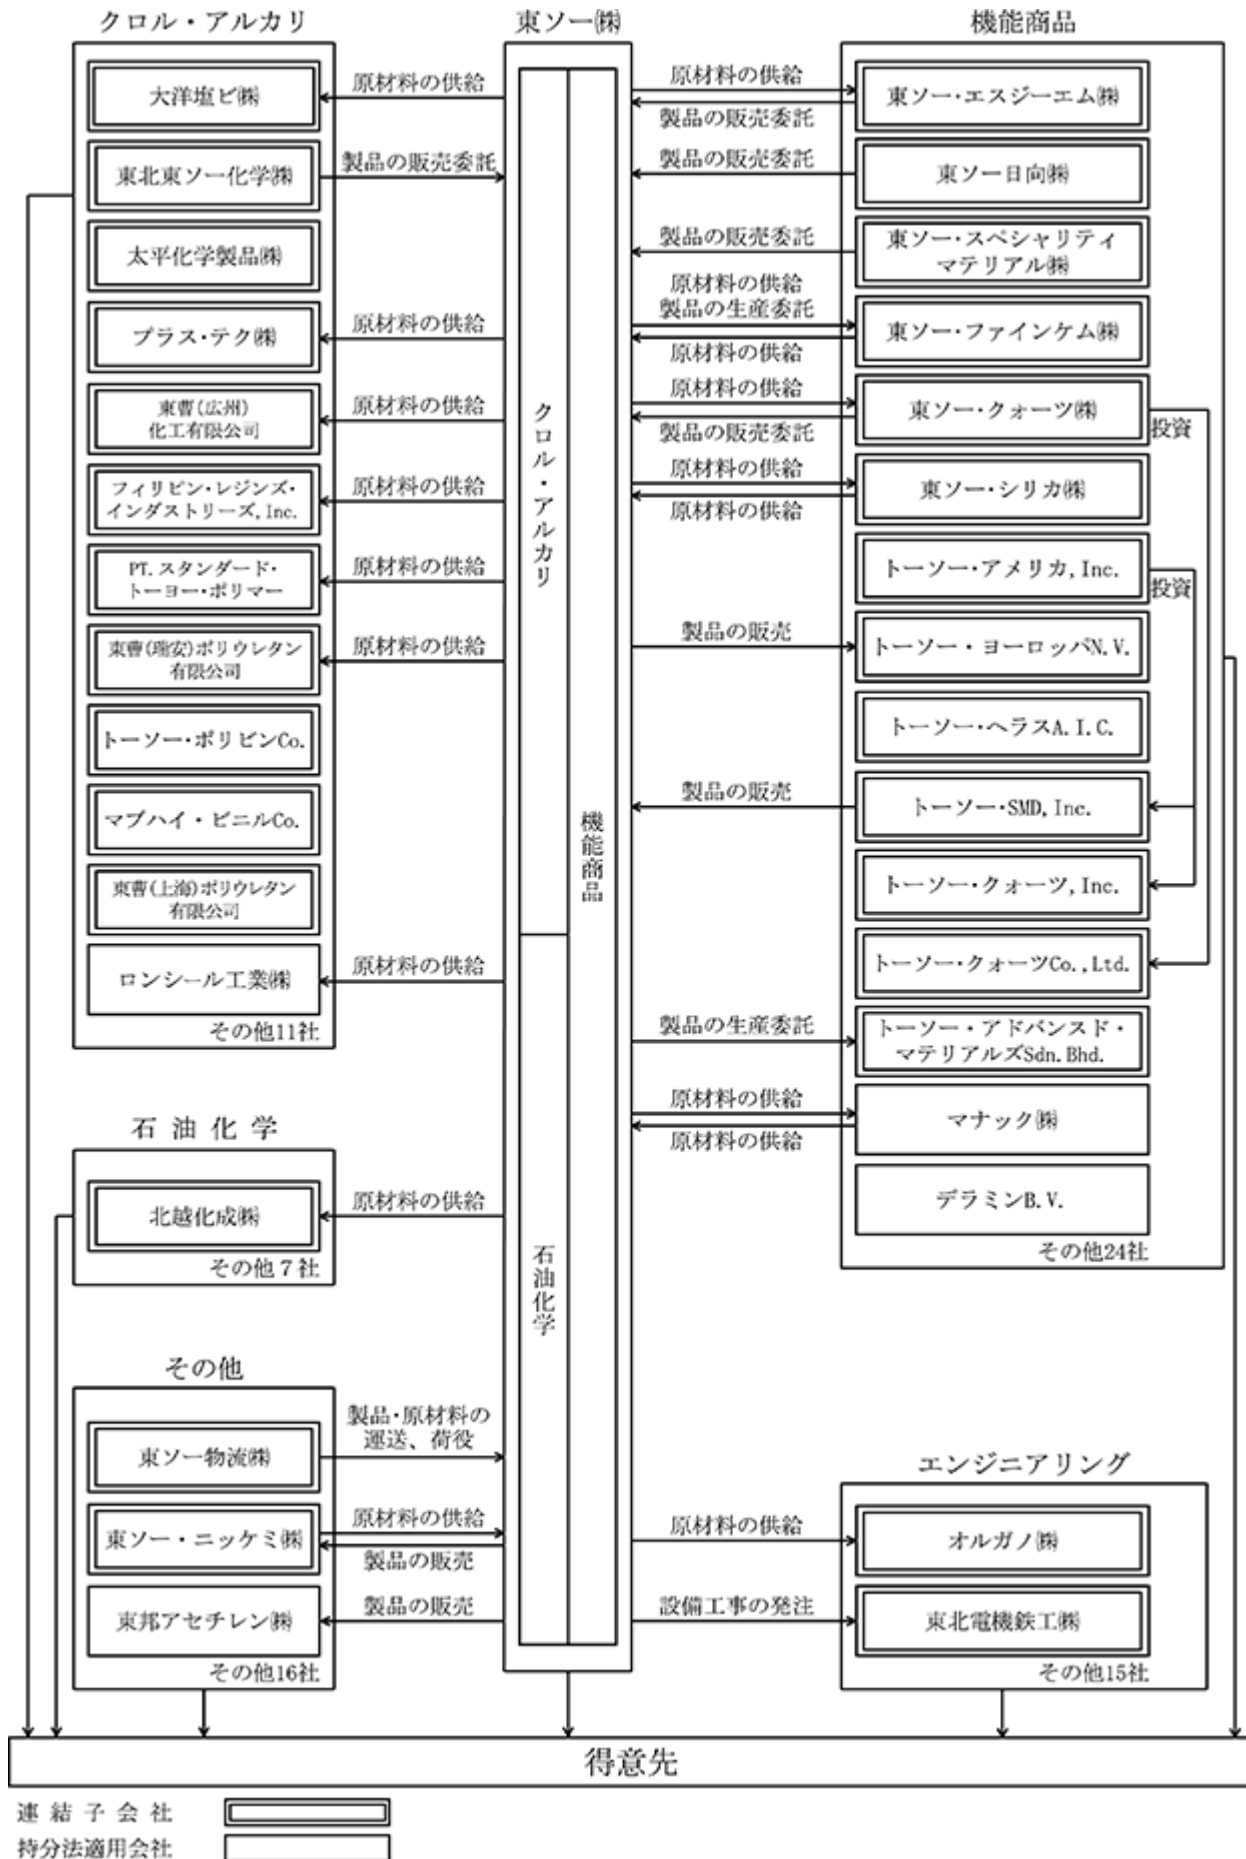 クロル・アルカリ
大洋塩ビ㈱
東北東ソー化学㈱
太平化学製品㈱
プラス・テク㈱
東曹(広州)
化工有限公司
フィリピン・レジンズ・
インダストリーズ,Inc.
PT.スタンダード・
トーヨー・ポリマー
東曹(瑞安)ポリウレタン
有限公司
トーソー・ポリビンCo.
マブハイ・ビニルCo.
東曹(上海)ポリウレタン
有限公司
ロンシール工業㈱
その他11社
原材料の供給
製品の販売委託
原材料の供給
原材料の供給
原材料の供給
原材料の供給
原材料の供給
原材料の供給
石油化学
北越化成㈱
その他7社
原材料の供給
その他
東ソー物流㈱
東ソー・ニッケミ㈱
東邦アセチレン㈱
その他16社
製品・原材料の
運送、荷役
原材料の供給
製品の販売
製品の販売
東ソー㈱
クロル・アルカリ
機能商品
石油化学
原材料の供給
製品の販売委託
製品の販売委託
製品の販売委託
原材料の供給
製品の生産委託
原材料の供給
原材料の供給
製品の販売委託
原材料の供給
原材料の供給
製品の販売
製品の販売
製品の生産委託
原材料の供給
原材料の供給
機能商品
東ソー・エスジーエム㈱
東ソー日向㈱
東ソー・スペシャリティ
マテリアル㈱
東ソー・ファインケム㈱
東ソー・クォーツ㈱
投資
東ソー・シリカ㈱
トーソー・アメリカ,Inc.
投資
トーソー・ヨーロッパN.V.
トーソー・ヘラスA.I.C.
トーソー・SMD,Inc.
トーソー・クォーツ,Inc.
トーソー・クォーツCo.,Ltd.
トーソー・アドバンスド・
マテリアルズSdn.Bhd.
マナック㈱
デラミンB.V.
その他24社
エンジニアリング
原材料の供給
オルガノ㈱
設備工事の発注
東北電機鉄工㈱
その他15社
得意先
連結子会社
持分法適用会社